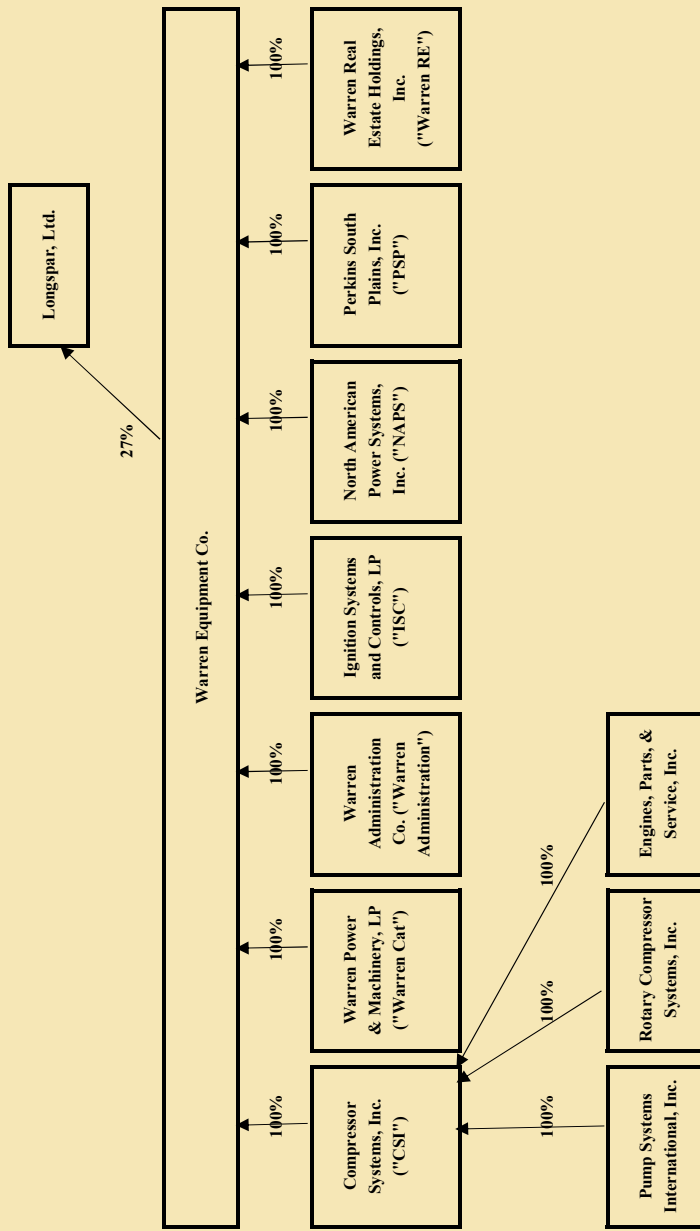 Longspar, Ltd.
27%
Warren Equipment Co.
100%
100%
100%
100%
100%
100%
100%
Compressor
Systems, Inc.
("CSI")
Warren Power
& Machinery, LP
("Warren Cat")
Warren
Administration
Co. ("Warren
Administration")
Ignition Systems
and Controls, LP
("ISC")
North American
Power Systems,
Inc. ("NAPS")
Perkins South
Plains, Inc.
("PSP")
Warren Real
Estate Holdings,
Inc.
("Warren RE")
100%
100%
100%
Pump Systems
International, Inc.
Rotary Compressor
Systems, Inc.
Engines, Parts, &
Service, Inc.